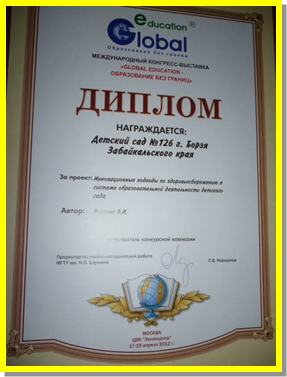 education
Global
Образование без границ
МЕЖДУНАРОДНЫЙ КОНГРЕСС-ВЫСТАВКА
«GLOBAL EDUCATION -
ОБРАЗОВАНИЕ БЕЗ ГРАНИЦ»
ДИПЛОМ
НАГРАЖДАЕТСЯ:
Детский сад №126 г. Борзя
Забайкальского края
За проект: Инновационные подходы по здоровьесбережению в
системе образовательной деятельности детского
сада
Автор:
конкурсной комиссии
Проректор по учебно-методической работе
МГТУ им. Н.Э. Баумана
С.В. Коршунов
МОСКВА
ЦВК "Экспоцентр"
17-19 апреля 2012 г.